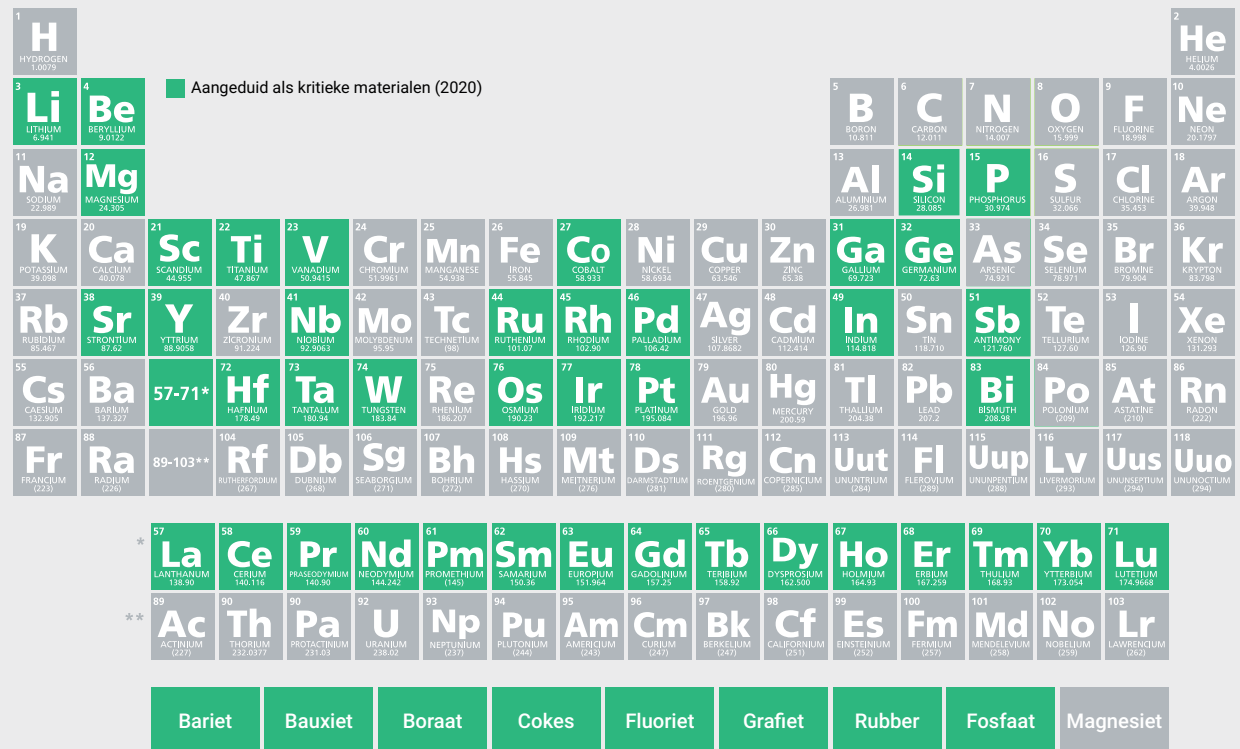 1
H
HYDROGEN
1.0079
2
He
HELIUM
4.0026
Aangeduid als kritieke materialen (2020)
3
Li
LITHIUM
6.941
4
Be
BERYLLIUM
9.0122
5
B
BORON
10.811
6
C
CARBON
12.011
7
N
NITROGEN
14.007
8
O
OXYGEN
15.999
9
F
FLUORINE
18.998
10
Ne
NEON
20.1797
11
Na
SODIUM
22.989
12
Mg
MAGNESIUM
24.305
13
Al
ALUMINIUM
26.981
14
Si
SILICON
28.085
15
P
PHOSPHORUS
30.974
16
S
SULFUR
32.066
17
Cl
CHLORINE
35.453
18
Ar
ARGON
39.948
19
K
POTASSIUM
39.098
20
Ca
CALCIUM
40.078
21
Sc
SCANDIUM
44.955
22
Ti
TITANIUM
47.867
23
V
VANADIUM
50.9415
24
Cr
CHROMIUM
51.9961
25
Mn
MANGANESE
54.938
26
Fe
IRON
55.845
27
Co
COBALT
58.933
28
Ni
NICKEL
58.6934
29
Cu
COPPER
63.546
30
Zn
ZINC
65.38
31
Ga
GALLIUM
69.723
32
Ge
GERMANIUM
72.63
33
As
ARSENIC
74.921
34
Se
SELENIUM
78.971
35
Br
BROMINE
79.904
36
Kr
KRYPTON
83.798
37
Rb
RUBIDIUM
85.467
38
Sr
STRONTIUM
87.62
39
Y
YTTRIUM
88.9058
40
Zr
ZICRONIUM
91.224
41
Nb
NIOBIUM
92.9063
42
Mo
MOLYBDENUM
95.95
43
Tc
TECHNETIUM
(98)
44
Ru
RUTHENIUM
101.07
45
Rh
RHODIUM
102.90
46
Pd
PALLADIUM
106.42
47
Ag
SILVER
107.8682
48
Cd
CADMIUM
112.414
49
In
INDIUM
114.818
50
Sn
TIN
118.710
51
Sb
ANTIMONY
121.760
52
Te
TELLURIUM
127.60
53
I
IODINE
126.90
54
Xe
XENON
131.293
55
Cs
CAESIUM
132.905
56
Ba
BARIUM
137.327
57-71*
72
Hf
HAFNIUM
178.49
73
Ta
TANTALUM
180.94
74
W
TUNGSTEN
183.84
75
Re
RHENIUM
186.207
76
Os
OSMIUM
190.23
77
Ir
IRIDIUM
192.217
78
Pt
PLATINUM
195.084
79
Au
GOLD
196.96
80
Hg
MERCURY
200.59
81
Tl
THALLIUM
204.38
82
Pb
LEAD
207.2
83
Bi
BISMUTH
208.98
84
Po
POLONIUM
(209)
85
At
ASTATINE
(210)
86
Rn
RADON
(222)
87
Fr
FRANCIUM
(223)
88
Ra
RADIUM
(226)
89-103**
104
Rf
RUTHERFORDIUM
(267)
105
Db
DUBNIUM
(268)
106
Sg
SEABORGIUM
(271)
107
Bh
BOHRIUM
(272)
108
Hs
HASSIUM
(270)
109
Mt
MEITNERIUM
(276)
110
Ds
DARMSTADTIUM
(281)
111
Rg
ROENTGENIUM
(280)
112
Cn
COPERNICIUM
(285)
113
Uut
UNUNTRIUM
(284)
114
Fl
FLEROVIUM
(289)
115
Uup
UNUNPENTIUM
(288)
116
Lv
LIVERMORIUM
(293)
117
Uus
UNUNSEPTIUM
(294)
118
Uuo
UNUNOCTIUM
(294)
*
57
La
LANTHANUM
138.90
58
Ce
CERIUM
140.116
59
Pr
PRASEODYMIUM
140.90
60
Nd
NEODYMIUM
144.242
61
Pm
PROMETHIUM
(145)
62
Sm
SAMARIUM
150.36
63
Eu
EUROPIUM
151.964
64
Gd
GADOLINIUM
157.25
65
Tb
TERIBIUM
158.92
66
Dy
DYSPROSIUM
162.500
67
Ho
HOLMIUM
164.93
68
Er
ERBIUM
167.259
69
Tm
THULIUM
168.93
70
Yb
YTTERBIUM
173.054
71
Lu
LUTETIUM
174.9668
**
89
Ac
ACTINIUM
(227)
90
Th
THORIUM
232.0377
90
Pa
PROTACTINIUM
231.03
92
U
URANIUM
238.02
93
Np
NEPTUNIUM
(237)
94
Pu
PLUTONIUM
(244)
95
Am
AMERICIUM
(243)
96
Cm
CURIUM
(247)
97
Bk
BERKELIUM
(247)
98
Cf
CALIFORNIUM
(251)
99
Es
EINSTEINIUM
(252)
100
Fm
FERMIUM
(257)
101
Md
MENDELEVIUM
(258)
102
No
NOBELIUM
(259)
103
Lr
LAWRENCIUM
(262)
Bariet
Bauxiet
Boraat
Cokes
Fluoriet
Grafiet
Rubber
Fosfaat
Magnesiet